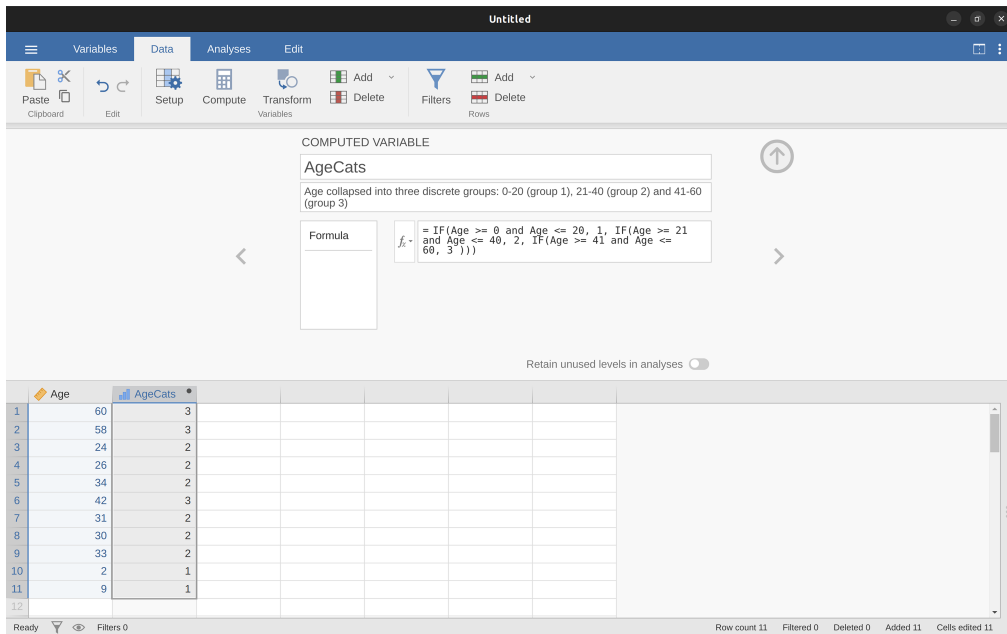 Untitled
Variables Data Analyses Edit
Paste Setup Compute Transform Add Delete Filters Add Delete
Clipboard Edit Variables Rows
COMPUTED VARIABLE
AgeCats
Age collapsed into three discrete groups: 0-20 (group 1), 21-40 (group 2) and 41-60
(group 3)
Formula
fx
= IF(Age >= 0 and Age <= 20, 1, IF(Age >= 21
and Age <= 40, 2, IF(Age >= 41 and Age <=
60, 3 )))
Retain unused levels in analyses
Age AgeCats
1 60 3
2 58 3
3 24 2
4 26 2
5 34 2
6 42 3
7 31 2
8 30 2
9 33 2
10 2 1
11 9 1
12
Ready Filters 0 Row count 11 Filtered 0 Deleted 0 Added 11 Cells edited 11